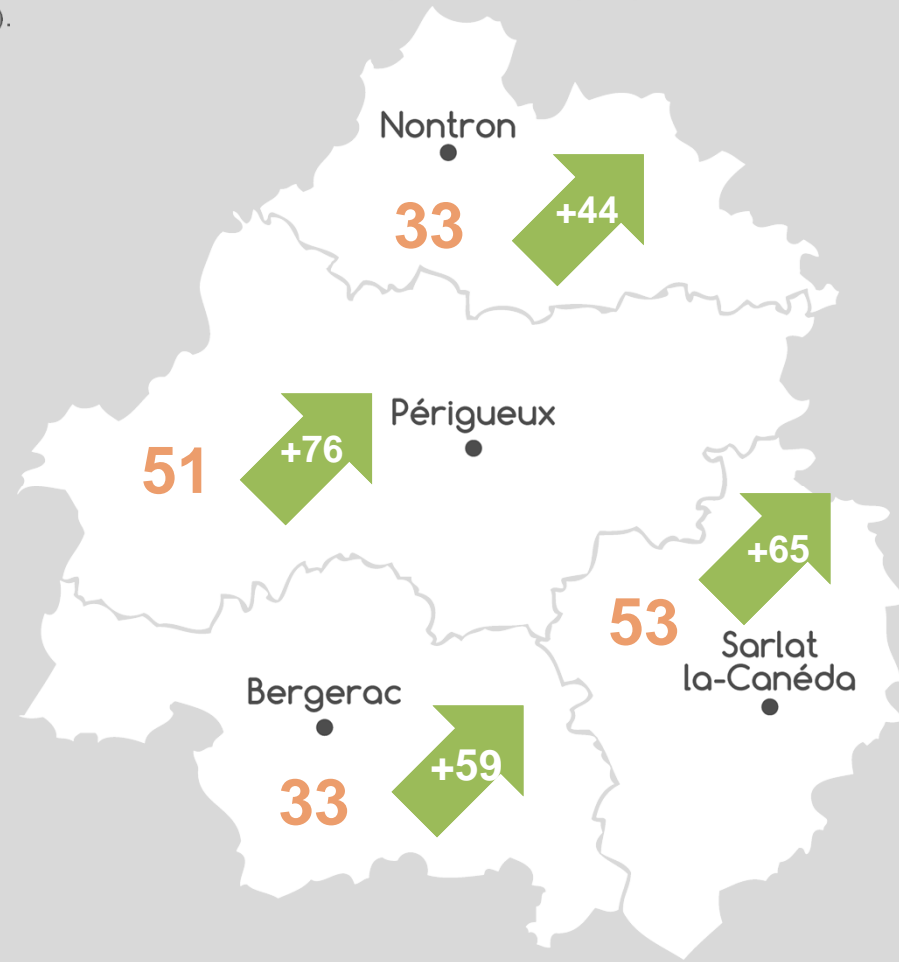 ).
Nontron
33
+44
Périgueux
51
+76
+65
53
Sarlat
la-Canéda
Bergerac
+59
33